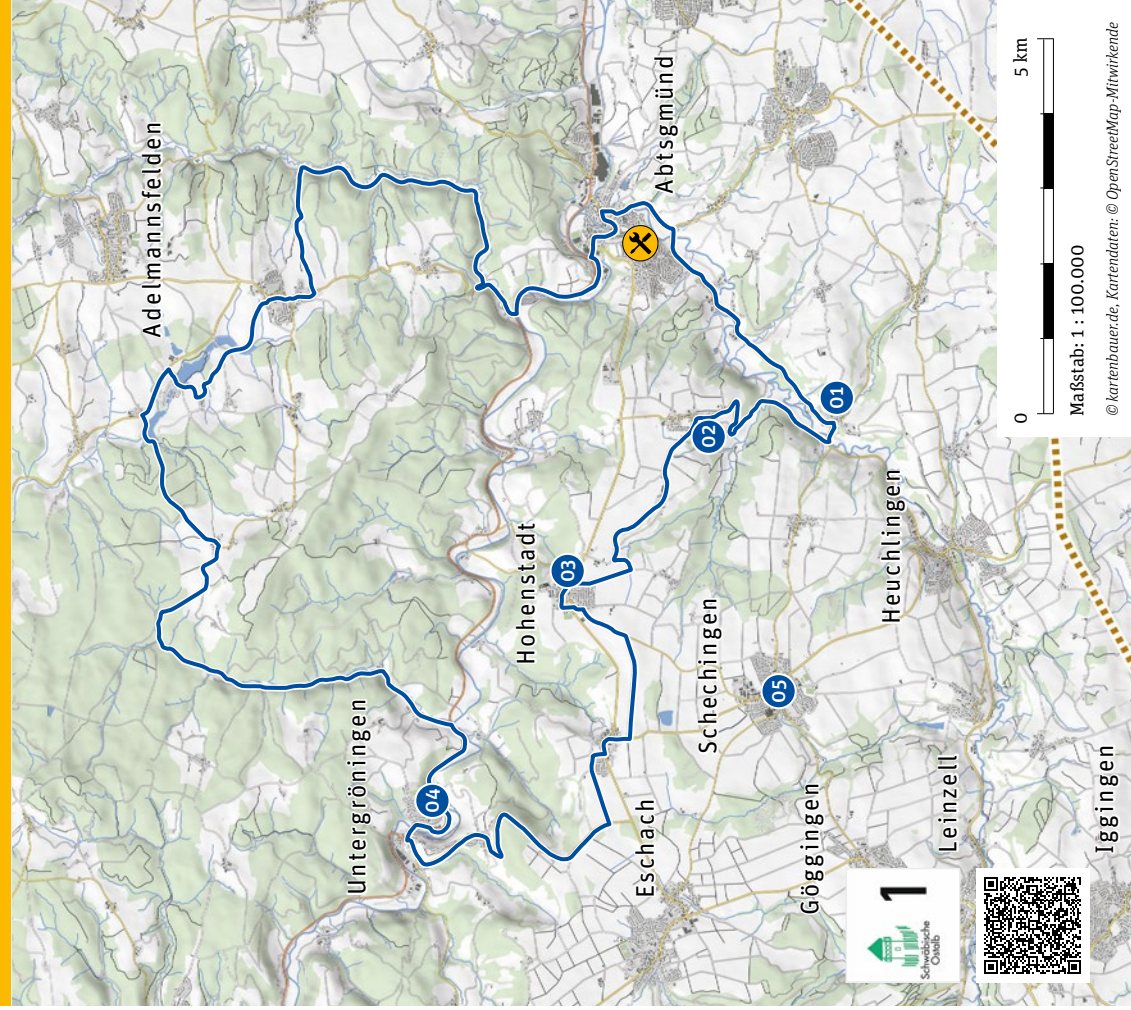 Adelmannsfelden
Abtsgmünd
Untergröningen
Hohenstadt
Schechingen
Heuchlingen
Eschach
Göggingen
Leinzell
Iggingen
01
02
03
04
05
1
Schwäbische
Ostalb
0
5 km
Maßstab: 1 : 100.000
© kartenbauer.de, Kartendaten: © OpenStreetMap-Mitwirkende